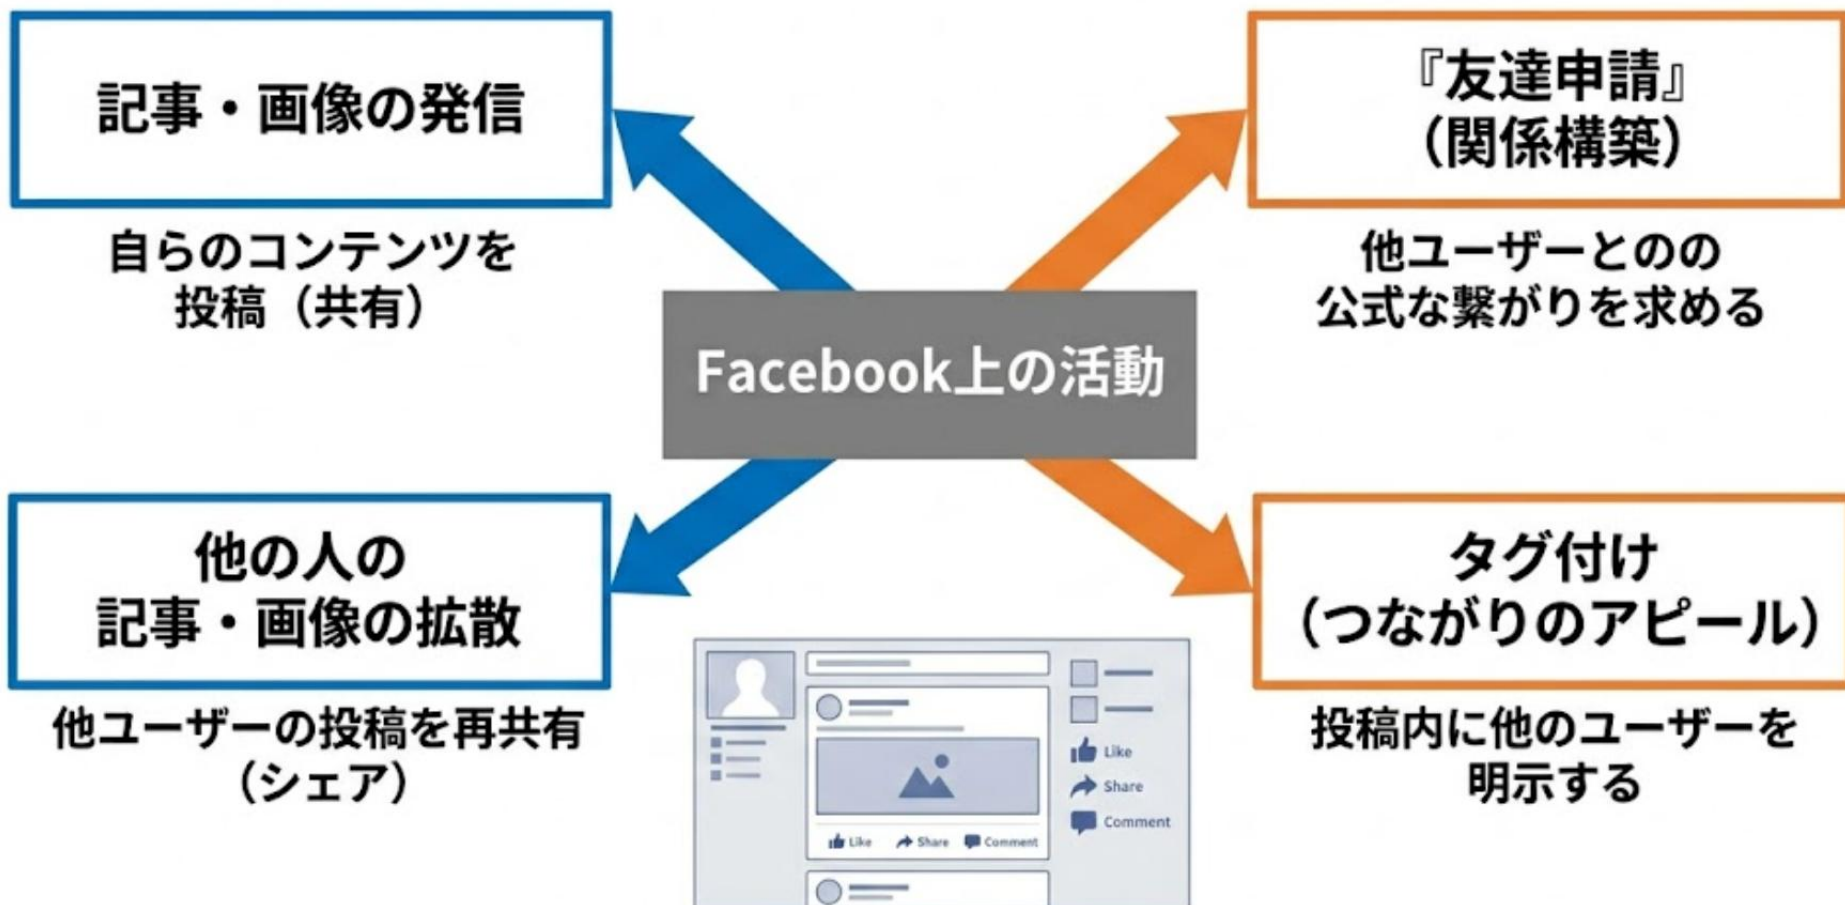 記事・画像の発信
自らのコンテンツを
投稿（共有）
『友達申請』
（関係構築）
他ユーザーとのの
公式な繋がりを求める
Facebook上の活動
他の人の
記事・画像の拡散
他ユーザーの投稿を再共有
（シェア）
タグ付け
（つながりのアピール）
投稿内に他のユーザーを
明示する
Like
Share
Comment
Like Share Comment